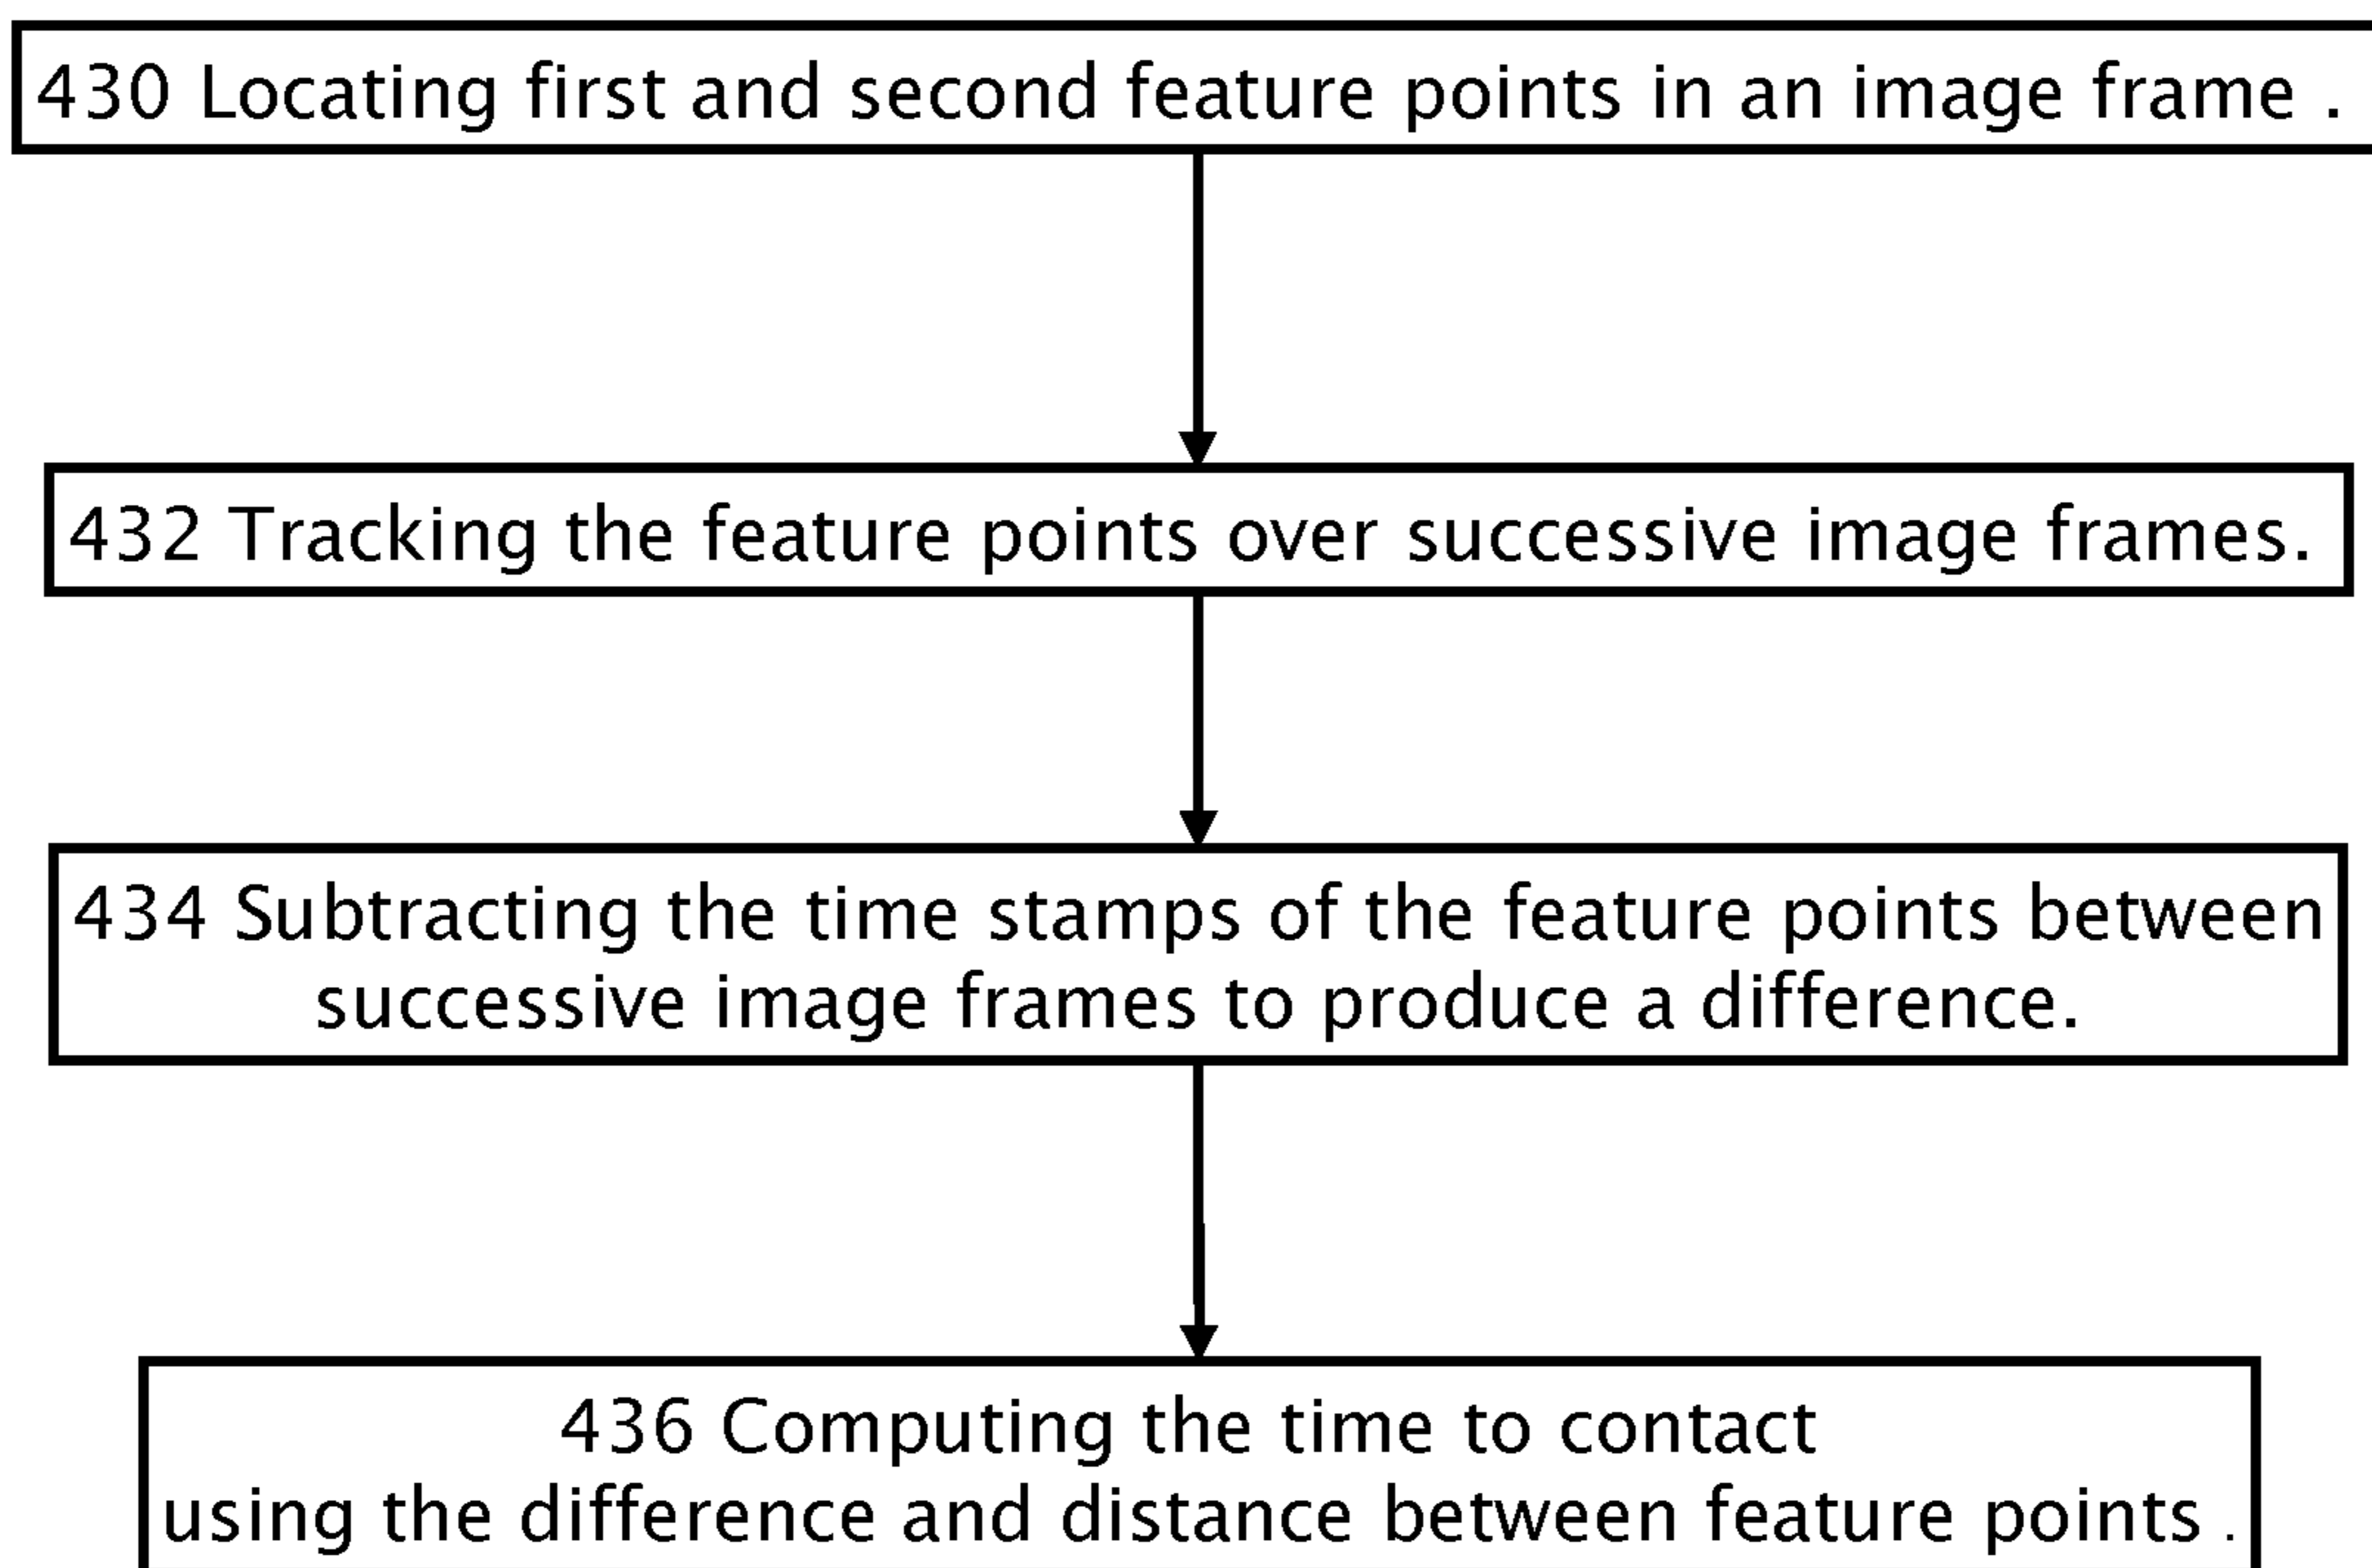 430 Locating first and second feature points in an image frame .
432 Tracking the feature points over successive image frames.
434 Subtracting the time stamps of the feature points between
successive image frames to produce a difference.
436 Computing the time to contact
using the difference and distance between feature points .